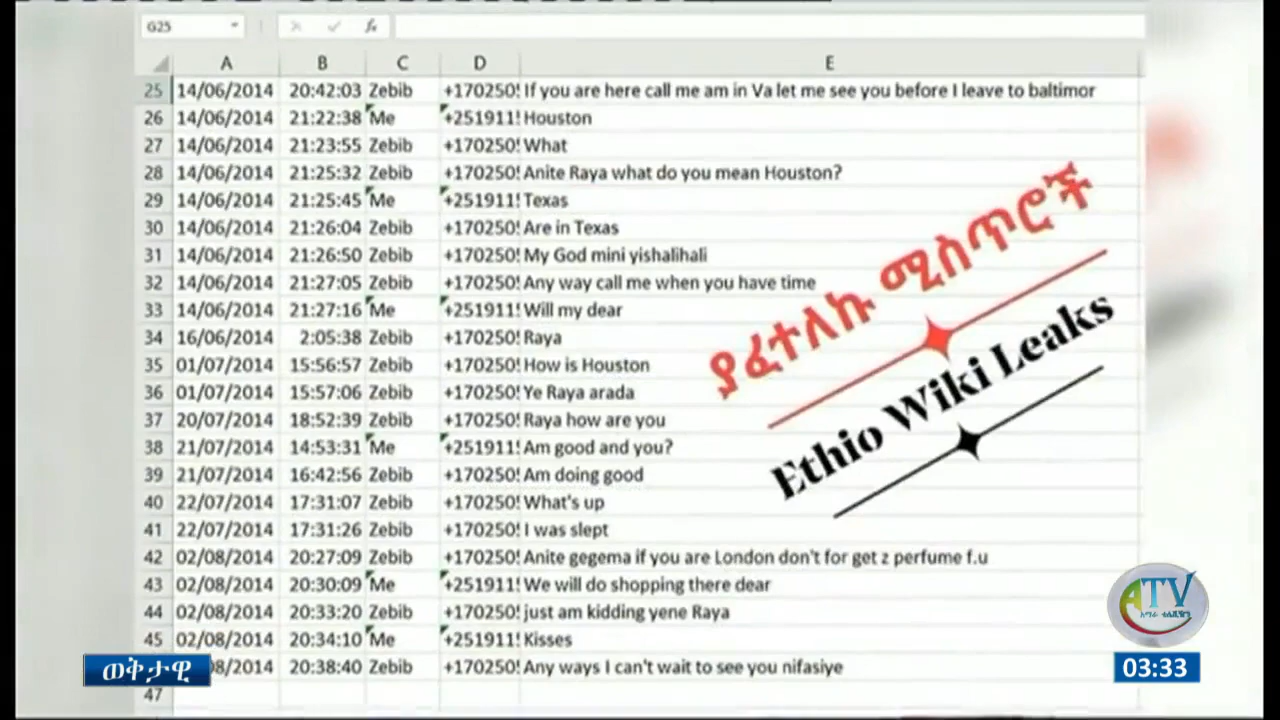 G25
fx
A B C D E
25 14/06/2014 20:42:03 Zebib +170250! If you are here call me am in Va let me see you before I leave to baltimor
26 14/06/2014 21:22:38 Me +251911! Houston
27 14/06/2014 21:23:55 Zebib +170250! What
28 14/06/2014 21:25:32 Zebib +170250! Anite Raya what do you mean Houston?
29 14/06/2014 21:25:45 Me +251911! Texas
30 14/06/2014 21:26:04 Zebib +170250! Are in Texas
31 14/06/2014 21:26:50 Zebib +170250! My God mini yishalihali
32 14/06/2014 21:27:05 Zebib +170250! Any way call me when you have time
33 14/06/2014 21:27:16 Me +251911! Will my dear
34 16/06/2014 2:05:38 Zebib +170250! Raya
35 01/07/2014 15:56:57 Zebib +170250! How is Houston
36 01/07/2014 15:57:06 Zebib +170250! Ye Raya arada
37 20/07/2014 18:52:39 Zebib +170250! Raya how are you
38 21/07/2014 14:53:31 Me +251911! Am good and you?
39 21/07/2014 16:42:56 Zebib +170250! Am doing good
40 22/07/2014 17:31:07 Zebib +170250! What's up
41 22/07/2014 17:31:26 Zebib +170250! I was slept
42 02/08/2014 20:27:09 Zebib +170250! Anite gegema if you are London don't for get z perfume f.u
43 02/08/2014 20:30:09 Me +251911! We will do shopping there dear
44 02/08/2014 20:33:20 Zebib +170250! just am kidding yene Raya
45 02/08/2014 20:34:10 Me +251911! Kisses
08/2014 20:38:40 Zebib +170250! Any ways I can't wait to see you nifasiye
47
ያፈተለኩ ሚስጥሮች
Ethio Wiki Leaks
ATV
አማራ ቴሌቪዥን
ወቅታዊ
03:33